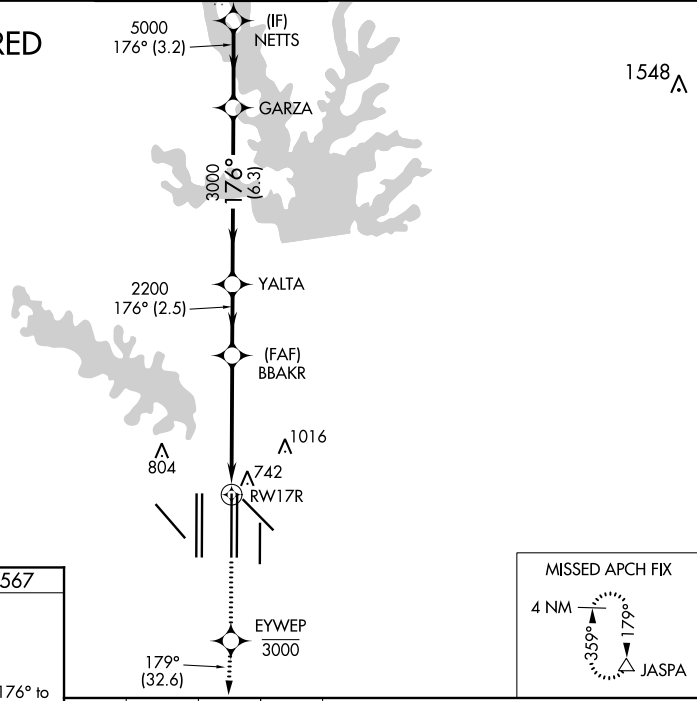 RED
5000
176° (3.2)
(IF)
NETTS
1548
GARZA
3000
176°
(6.3)
YALTA
2200
176° (2.5)
(FAF)
BBAKR
1016
804
742
RW17R
567
MISSED APCH FIX
4 NM
359°
179°
JASPA
EYWEP
3000
179°
(32.6)
176° to